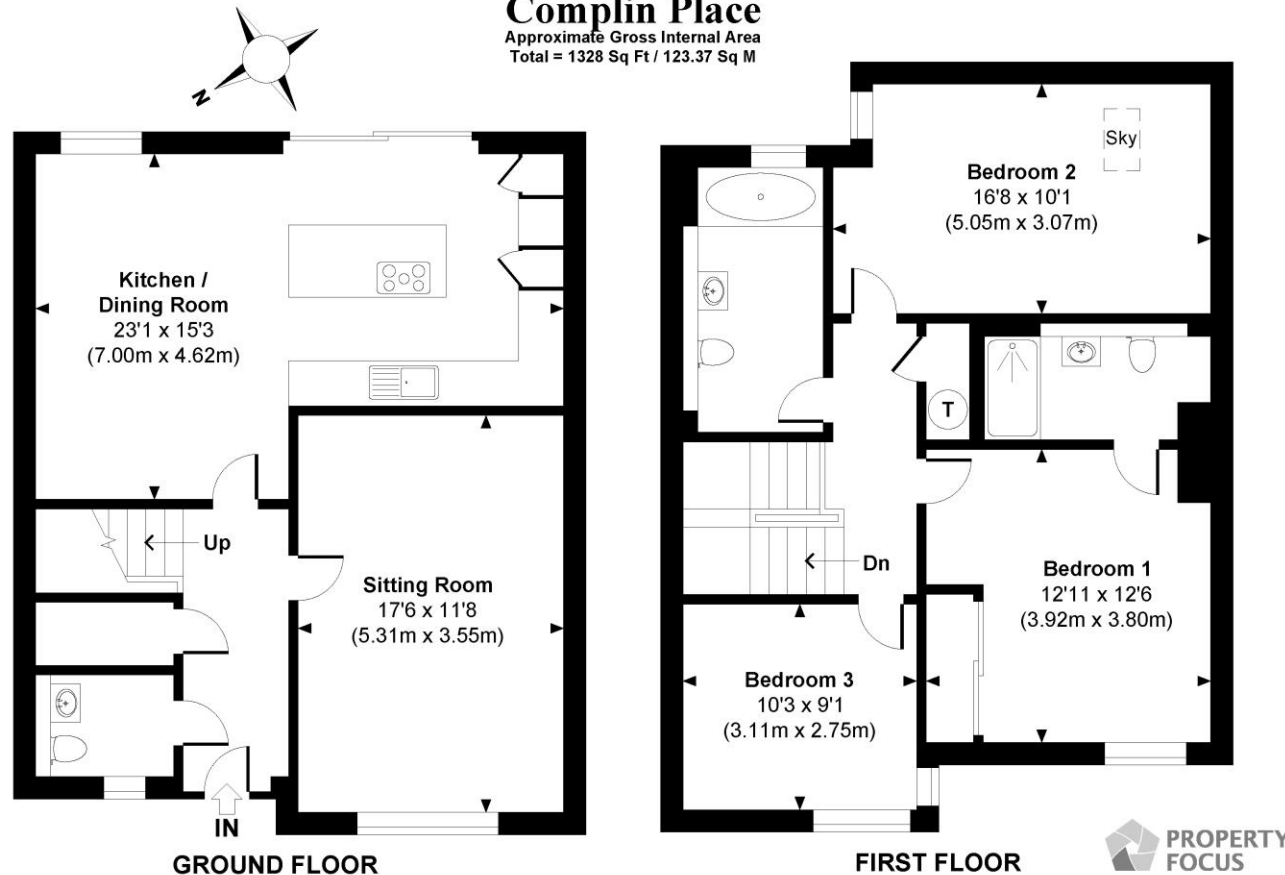 Complin Place
Approximate Gross Internal Area
Total = 1328 Sq Ft / 123.37 Sq M
N
Kitchen /
Dining Room
23'1 x 15'3
(7.00m x 4.62m)
Up
Sitting Room
17'6 x 11'8
(5.31m x 3.55m)
IN
GROUND FLOOR
Sky
Bedroom 2
16'8 x 10'1
(5.05m x 3.07m)
T
Dn
Bedroom 1
12'11 x 12'6
(3.92m x 3.80m)
Bedroom 3
10'3 x 9'1
(3.11m x 2.75m)
FIRST FLOOR
PROPERTY
FOCUS